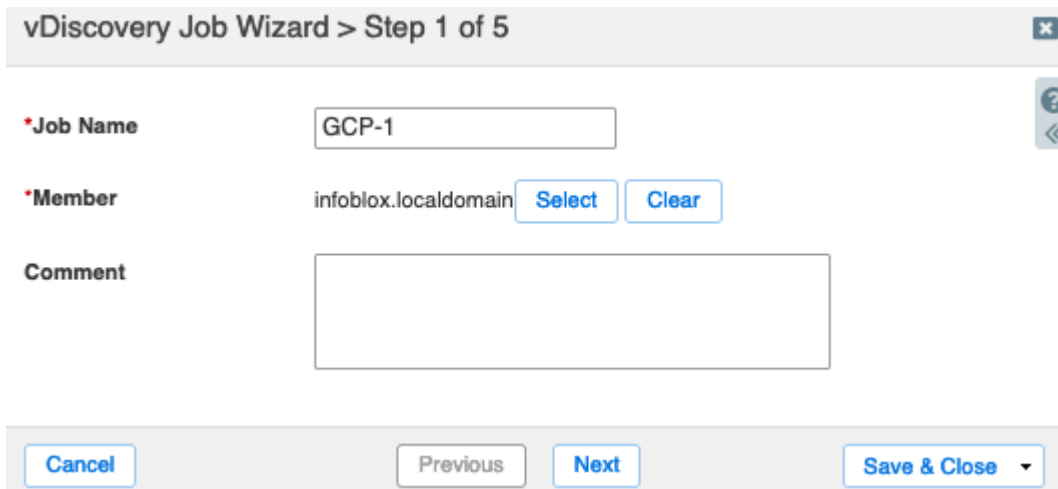 vDiscovery Job Wizard > Step 1 of 5
*Job Name GCP-1
*Member infoblox.localdomain Select Clear
Comment
Cancel Previous Next Save & Close